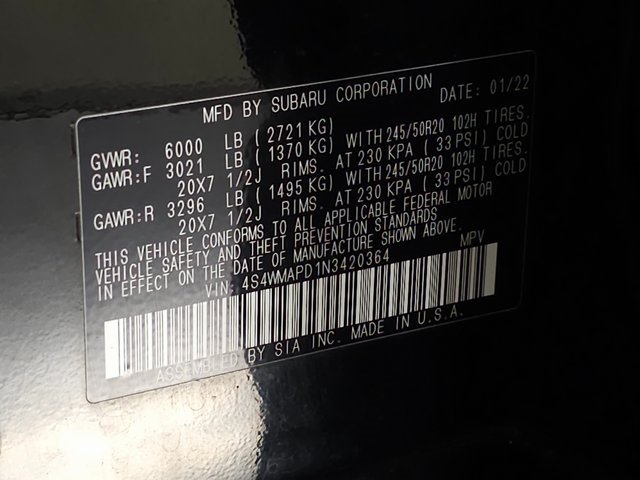 MFD BY SUBARU CORPORATION DATE: 01/22
GVWR: 6000 LB (2721 KG)
GAWR:F 3021 LB (1370 KG) WITH 245/50R20 102H TIRES.
20X7 1/2J RIMS. AT 230 KPA (33 PSI) COLD
GAWR:R 3296 LB (1495 KG) WITH 245/50R20 102H TIRES.
20X7 1/2J RIMS. AT 230 KPA (33 PSI) COLD
THIS VEHICLE CONFORMS TO ALL APPLICABLE FEDERAL MOTOR
VEHICLE SAFETY AND THEFT PREVENTION STANDARDS
IN EFFECT ON THE DATE OF MANUFACTURE SHOWN ABOVE.
VIN: 4S4WMAPD1N3420364 MPV
ASSEMBLED BY SIA INC. MADE IN U.S.A.